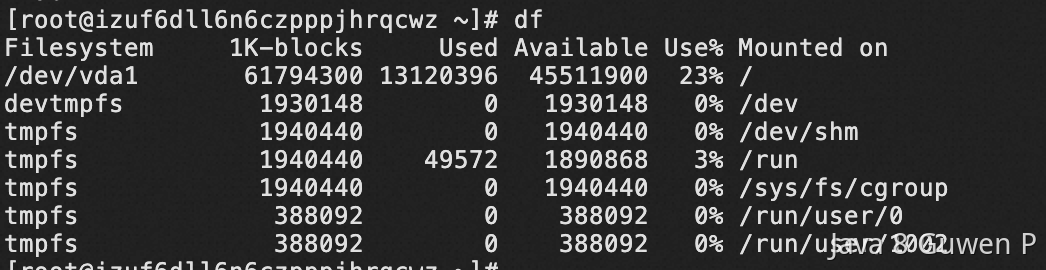 [root@izuf6dll6n6czpppjhrqcwz ~]# df
Filesystem 1K-blocks Used Available Use% Mounted on
/dev/vda1 61794300 13120396 45511900 23% /
devtmpfs 1930148 0 1930148 0% /dev
tmpfs 1940440 0 1940440 0% /dev/shm
tmpfs 1940440 49572 1890868 3% /run
tmpfs 1940440 0 1940440 0% /sys/fs/cgroup
tmpfs 388092 0 388092 0% /run/user/0
tmpfs 388092 0 388092 0% /run/user/1002
Java 8 Guwen P
[root@izuf6dll6n6czpppjhrqcwz ~]#